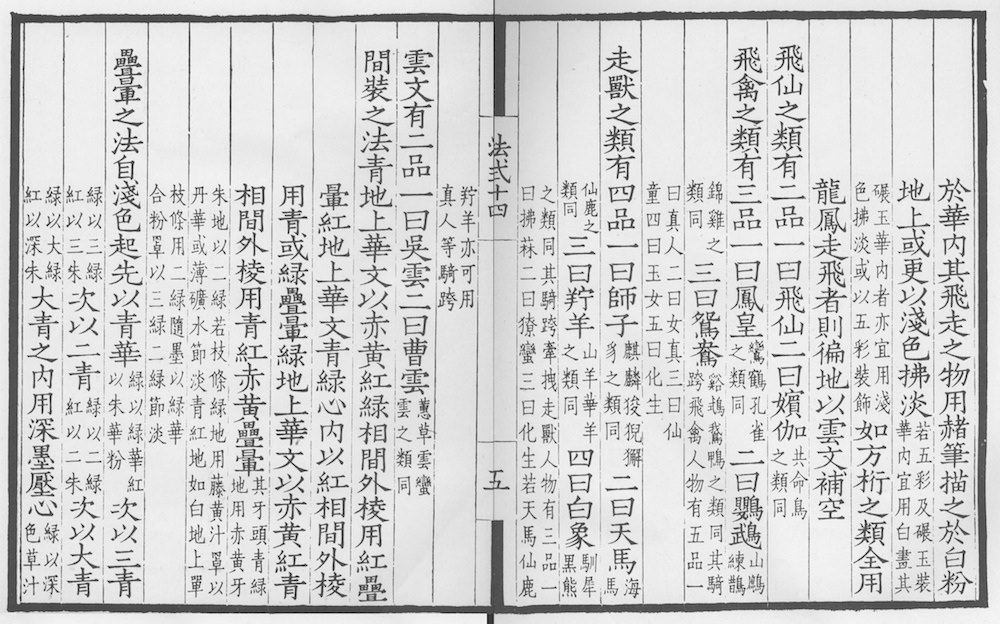 於華內其飛走之物用赭筆描之於白粉
地上或更以淺色拂淡若五彩及碾玉裝華內宜用白畫其
碾玉華內者亦宜用淺色拂淡或以五彩裝飾如方桁之類全用
龍鳳走飛者則徧地以雲文補空
飛仙之類有二品一曰飛仙二曰嬪伽共命鳥之類同
飛禽之類有三品一曰鳳皇鸞鶴孔雀之類同二曰鸚鵡山鷓練鵲
錦雞之類同三曰鴛鴦谿鶒鵞鴨之類同其騎跨飛禽人物有五品一
曰真人二曰女真三曰仙童四曰玉女五曰化生
走獸之類有四品一曰師子麒麟狻猊獬豸之類同二曰天馬海馬
仙鹿之類同三曰羜羊山羊華羊之類同四曰白象馴犀黑熊
之類同其騎跨牽拽走獸人物有三品一曰拂菻二曰獠蠻三曰化生若天馬仙鹿
法式十四
五
羜羊亦可用真人等騎跨
雲文有二品一曰吳雲二曰曹雲蕙草雲蠻雲之類同
間裝之法青地上華文以赤黃紅綠相間外棱用紅疊
暈紅地上華文青綠心內以紅相間外棱
用青或綠疊暈綠地上華文以赤黃紅青
相間外棱用青紅赤黃疊暈其牙頭青綠地用赤黃牙
朱地以二綠若枝條綠地用藤黃汁罩以丹華或薄礦水節淡青紅地如白地上單
枝條用二綠隨墨以綠華合粉罩以三綠二綠節淡
疊暈之法自淺色起先以青華綠以綠華紅以朱華粉次以三青
綠以三綠紅以三朱次以二青綠以二綠紅以二朱次以大青
綠以大綠紅以深朱大青之內用深墨壓心綠以深色草汁